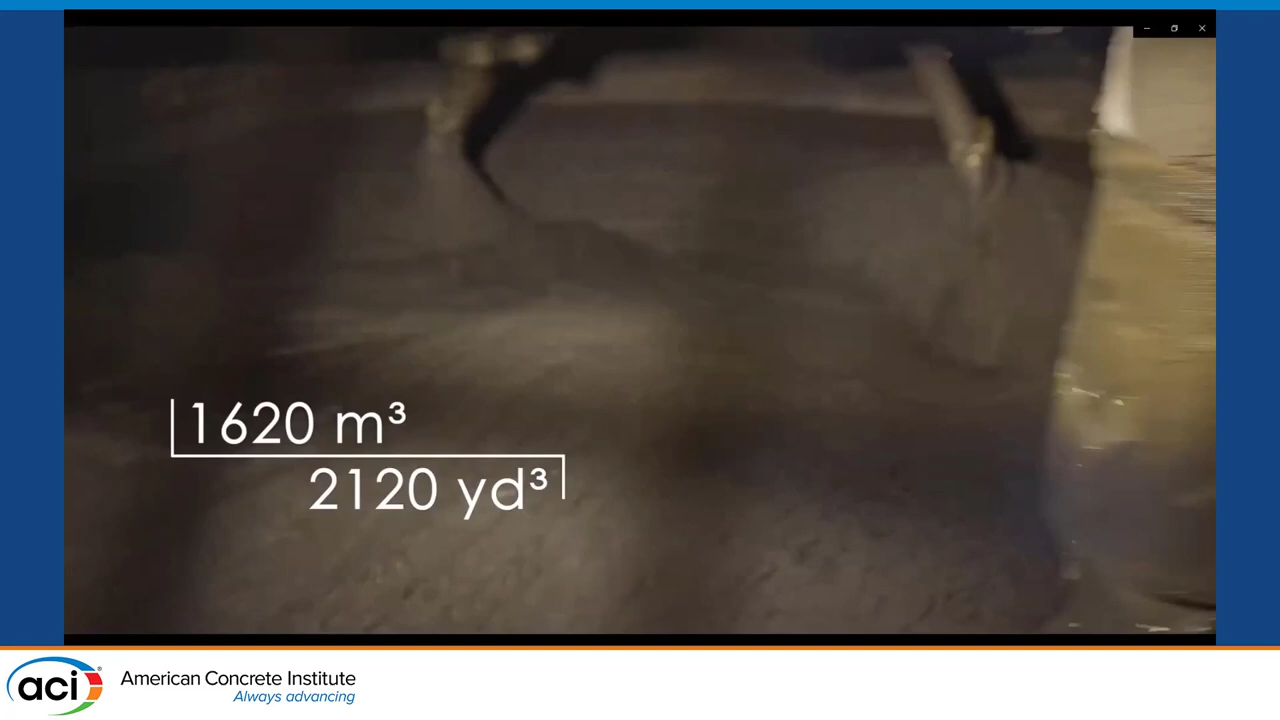 1620 m³
2120 yd³
aci®
American Concrete Institute
Always advancing